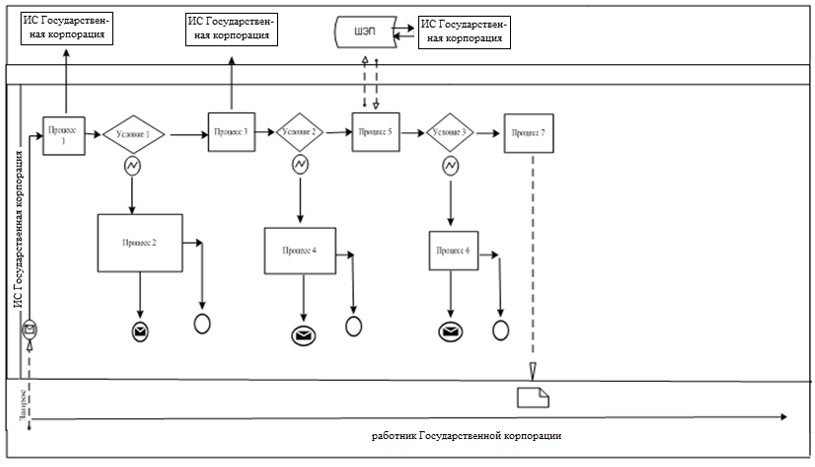 ИС Государствен-
ная корпорация
ИС Государствен-
ная корпорация
ШЭП
ИС Государствен-
ная корпорация
ИС Государственная корпорация
Процесс
1
Условие 1
Процесс 3
Условие 2
Процесс 5
Условие 3
Процесс 7
Процесс 2
Процесс 4
Процесс 6
Запрос
работник Государственной корпорации